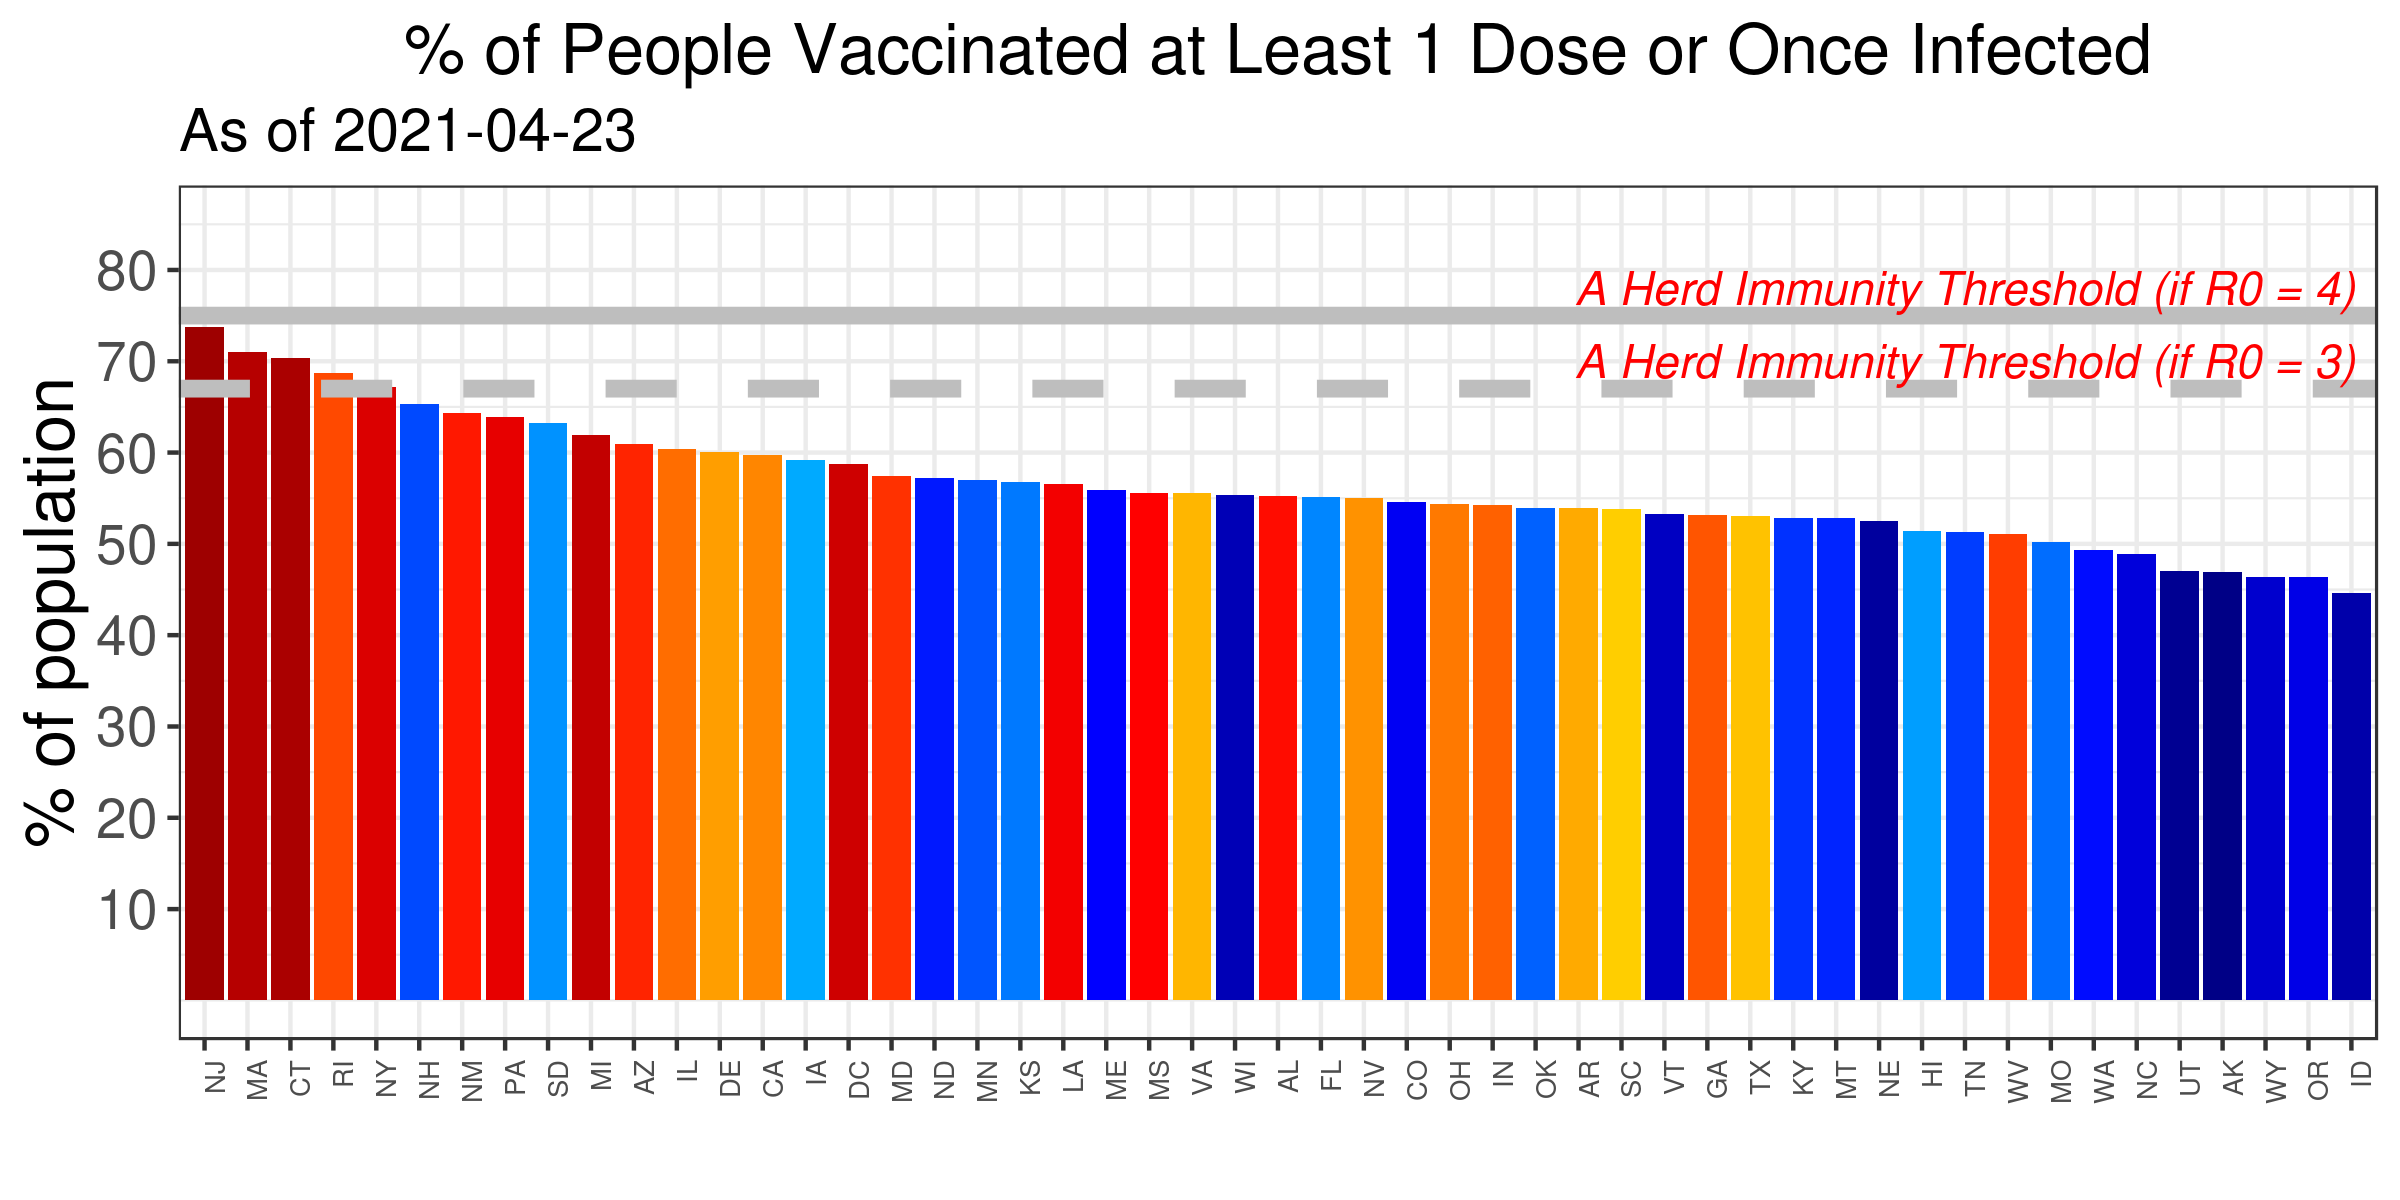 % of People Vaccinated at Least 1 Dose or Once Infected
As of 2021-04-23
% of population
80
70
60
50
40
30
20
10
A Herd Immunity Threshold (if R0 = 4)
A Herd Immunity Threshold (if R0 = 3)
NJ MA CT RI NY NH NM PA SD MI AZ IL DE CA IA DC MD ND MN KS LA ME MS VA WI AL FL NV CO OH IN OK AR SC VT GA TX KY MT NE HI TN WV MO WA NC UT AK WY OR ID